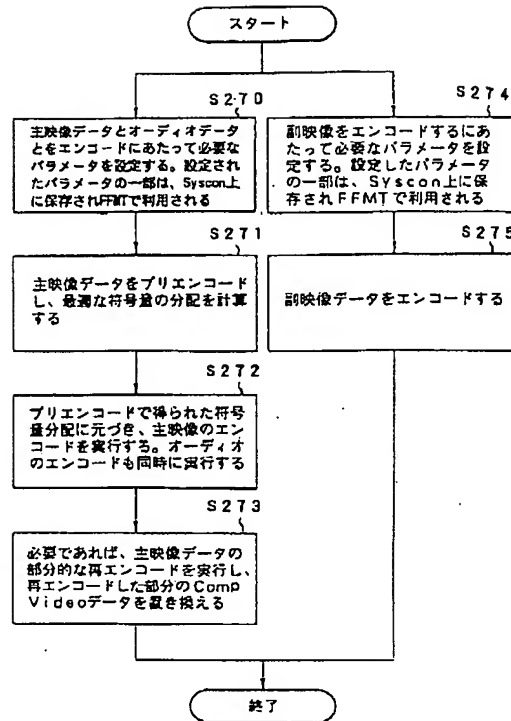 スタート
S270
主映像データとオーディオデータ
とをエンコードにあたって必要な
パラメータを設定する。設定され
たパラメータの一部は、Syscon上
に保存されFFMTで利用される
S271
主映像データをプリエンコード
し、最適な符号量の分配を計算
する
S272
プリエンコードで得られた符号
量分配に元づき、主映像のエン
コードを実行する。オーディオ
のエンコードも同時に実行する
S273
必要であれば、主映像データの
部分的な再エンコードを実行し、
再エンコードした部分のComp
Videoデータを置き換える
S274
副映像をエンコードするにあ
たって必要なパラメータを設
定する。設定したパラメータ
の一部は、Syscon上に保
存されFFMTで利用される
S275
副映像データをエンコードする
終了